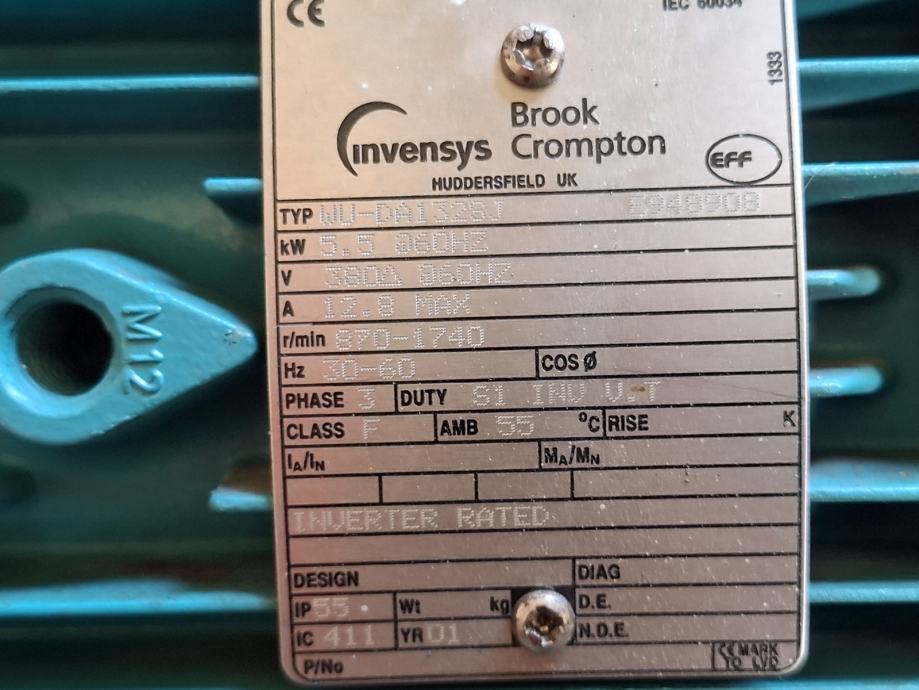 CE IEC 60034
1333
Brook
invensys Crompton
EFF
HUDDERSFIELD UK
TYP WU-DA132SJ E948908
kW 5.5 @60HZ
V 380Δ @60HZ
A 12.8 MAX
r/min 870-1740
Hz 30-60 COS Ø
PHASE 3 DUTY S1 INV V.T
CLASS F AMB 55 °C RISE K
IA/IN MA/MN
INVERTER RATED
DESIGN DIAG
IP 55 Wt kg D.E.
IC 411 YR 01 N.D.E.
P/No CE MARK
TO LVD
M12